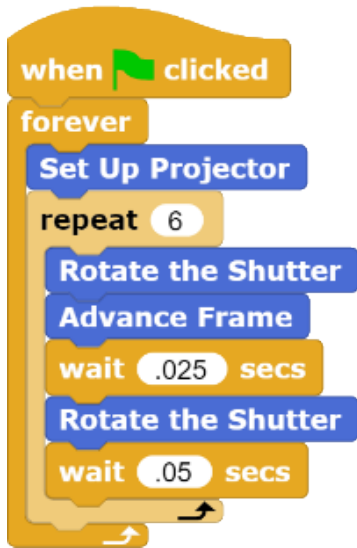 when clicked
forever
Set Up Projector
repeat 6
Rotate the Shutter
Advance Frame
wait .025 secs
Rotate the Shutter
wait .05 secs